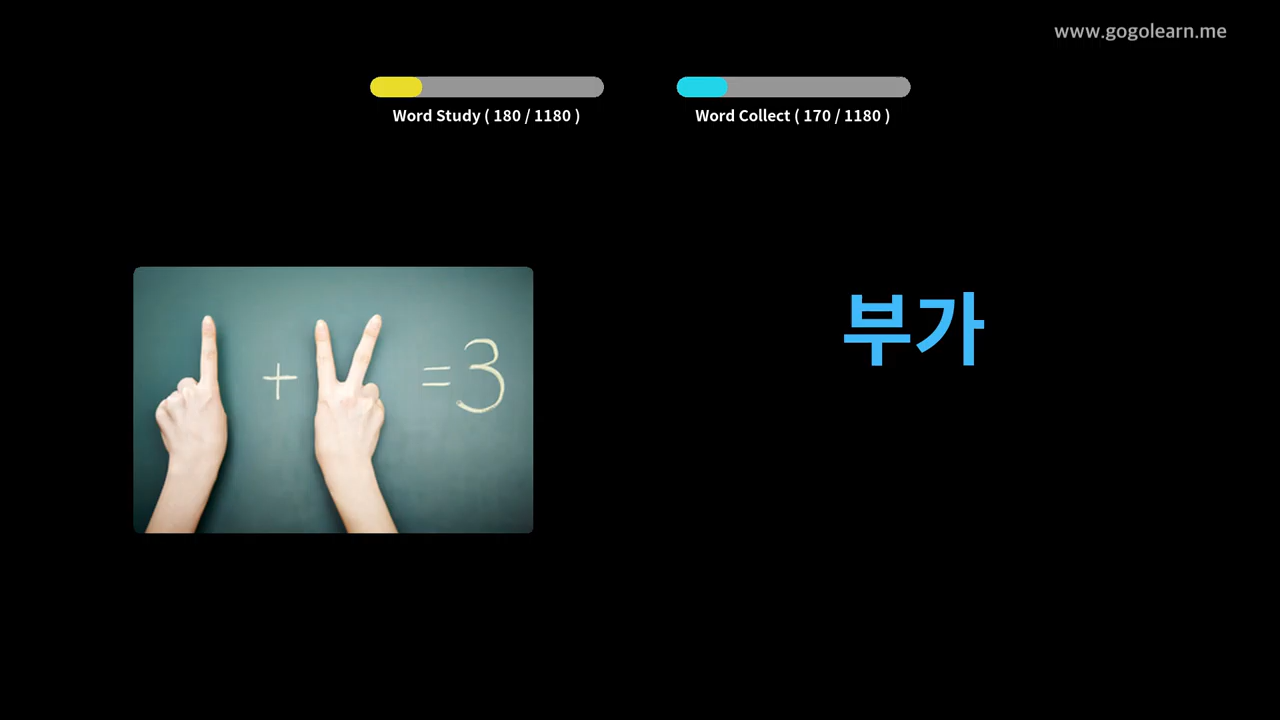 www.gogolearn.me
Word Study ( 180 / 1180 )
Word Collect ( 170 / 1180 )
부가
+ = 3